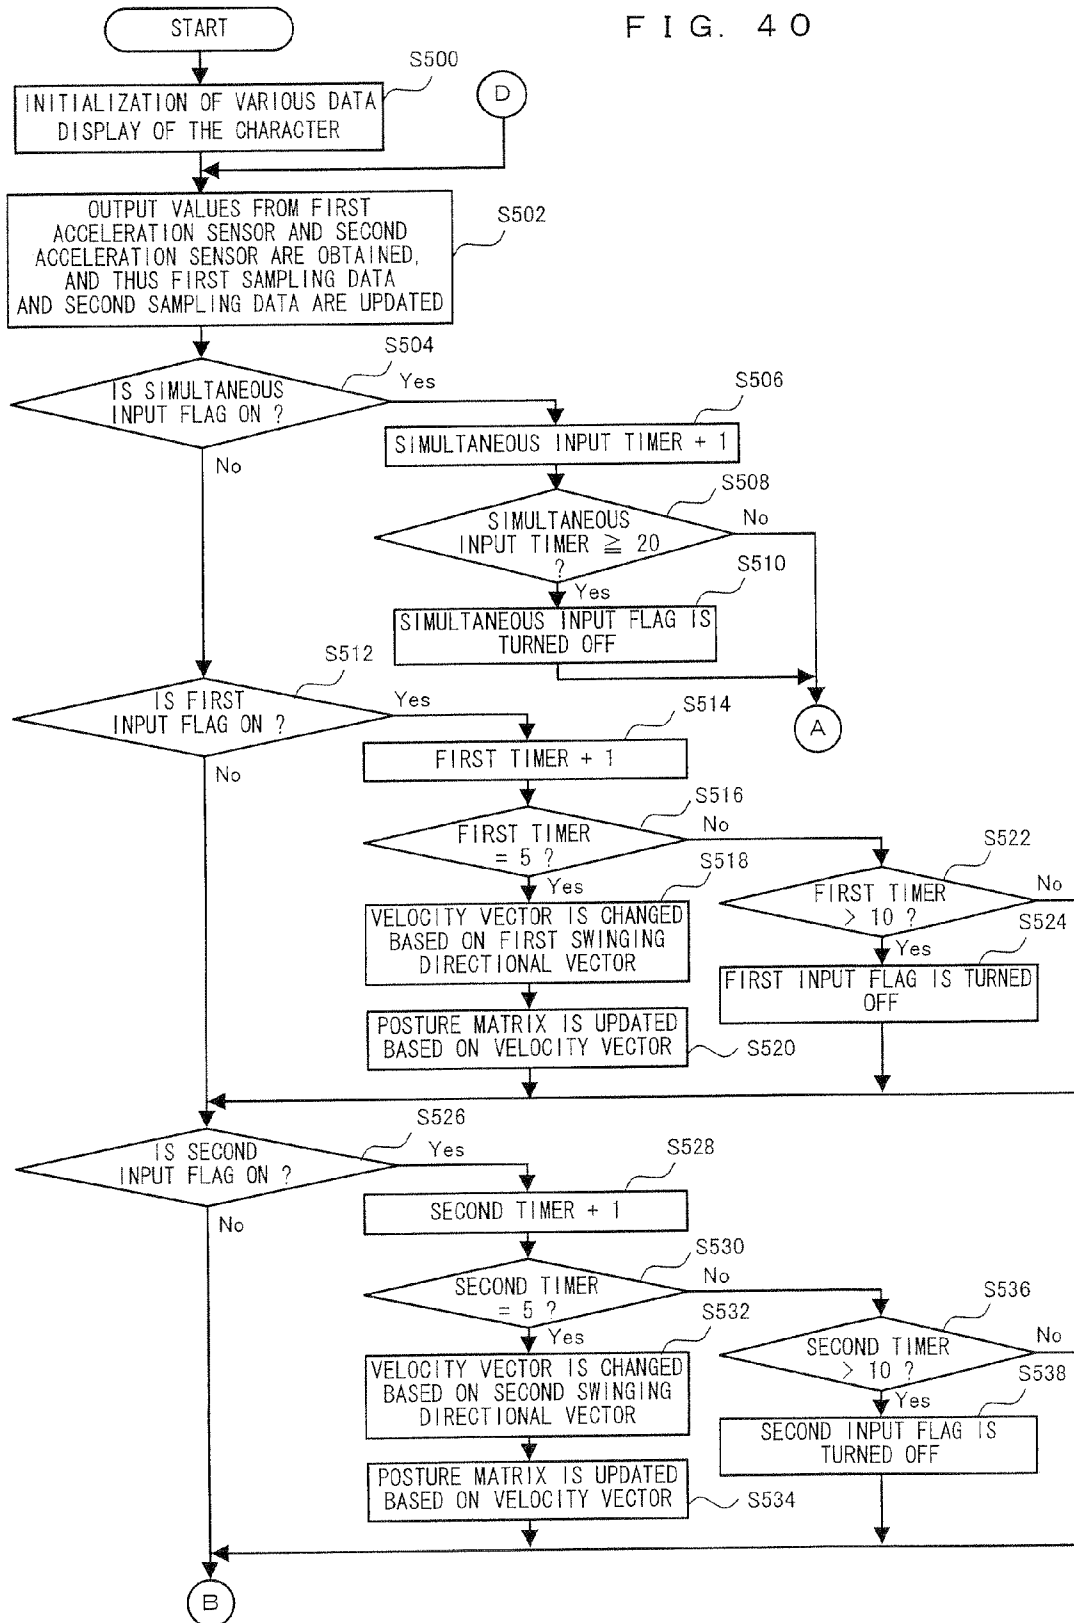 FIG. 40
START
S500
INITIALIZATION OF VARIOUS DATA
DISPLAY OF THE CHARACTER
D
S502
OUTPUT VALUES FROM FIRST
ACCELERATION SENSOR AND SECOND
ACCELERATION SENSOR ARE OBTAINED,
AND THUS FIRST SAMPLING DATA
AND SECOND SAMPLING DATA ARE UPDATED
S504
IS SIMULTANEOUS
INPUT FLAG ON ?
Yes
No
S506
SIMULTANEOUS INPUT TIMER + 1
S508
SIMULTANEOUS
INPUT TIMER ≧ 20
?
No
Yes
S510
SIMULTANEOUS INPUT FLAG IS
TURNED OFF
A
S512
IS FIRST
INPUT FLAG ON ?
Yes
No
S514
FIRST TIMER + 1
S516
FIRST TIMER
= 5 ?
No
Yes
S518
VELOCITY VECTOR IS CHANGED
BASED ON FIRST SWINGING
DIRECTIONAL VECTOR
POSTURE MATRIX IS UPDATED
BASED ON VELOCITY VECTOR
S520
S522
FIRST TIMER
> 10 ?
No
Yes
S524
FIRST INPUT FLAG IS TURNED
OFF
S526
IS SECOND
INPUT FLAG ON ?
Yes
No
S528
SECOND TIMER + 1
S530
SECOND TIMER
= 5 ?
No
Yes
S532
VELOCITY VECTOR IS CHANGED
BASED ON SECOND SWINGING
DIRECTIONAL VECTOR
POSTURE MATRIX IS UPDATED
BASED ON VELOCITY VECTOR
S534
S536
SECOND TIMER
> 10 ?
No
Yes
S538
SECOND INPUT FLAG IS
TURNED OFF
B